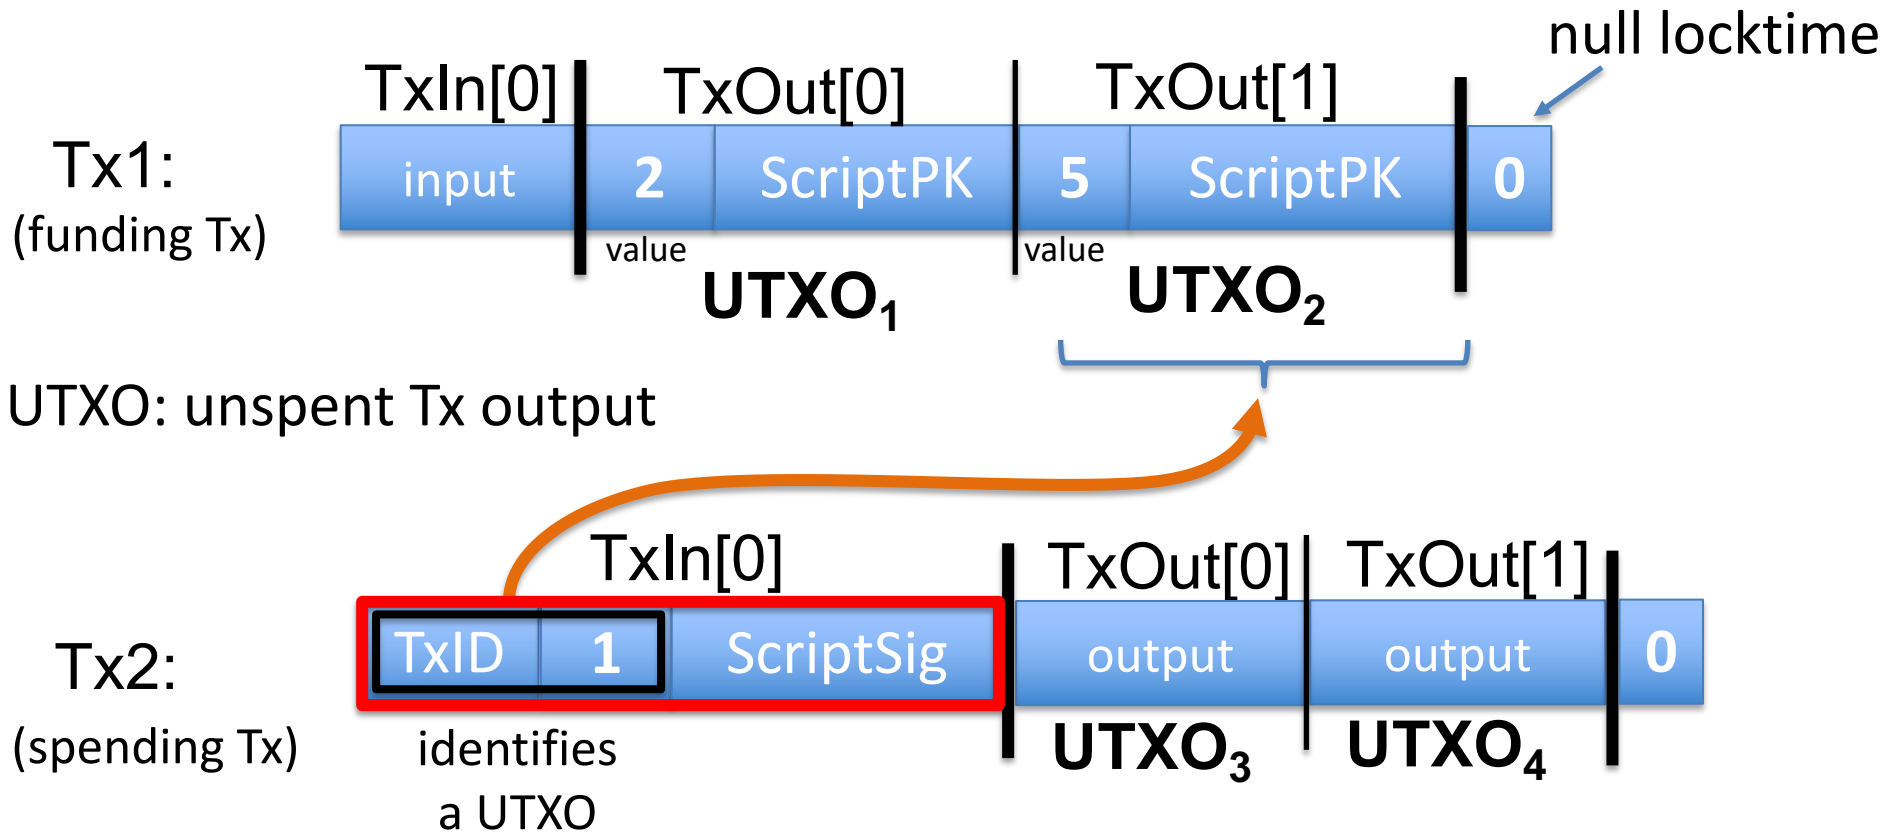 null locktime
TxIn[0] TxOut[0] TxOut[1]
Tx1: input 2 ScriptPK 5 ScriptPK 0
(funding Tx) value value
UTXO₁ UTXO₂
UTXO: unspent Tx output
TxIn[0] TxOut[0] TxOut[1]
Tx2: TxID 1 ScriptSig output output 0
(spending Tx) identifies UTXO₃ UTXO₄
a UTXO